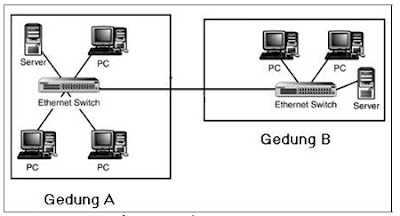 Server
PC
Ethernet Switch
PC
PC
Gedung A
PC
PC
Ethernet Switch
Server
Gedung B